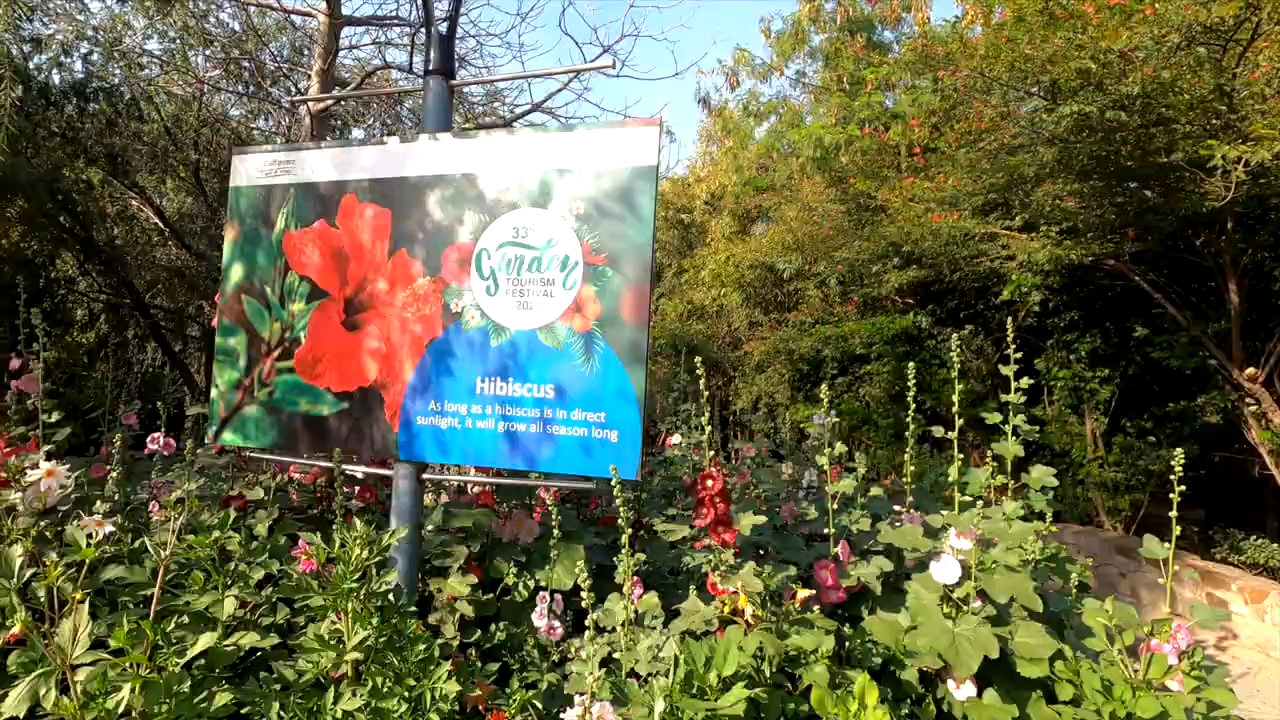 33rd
Garden
TOURISM
FESTIVAL
Hibiscus
As long as a hibiscus is in direct
sunlight, it will grow all season long